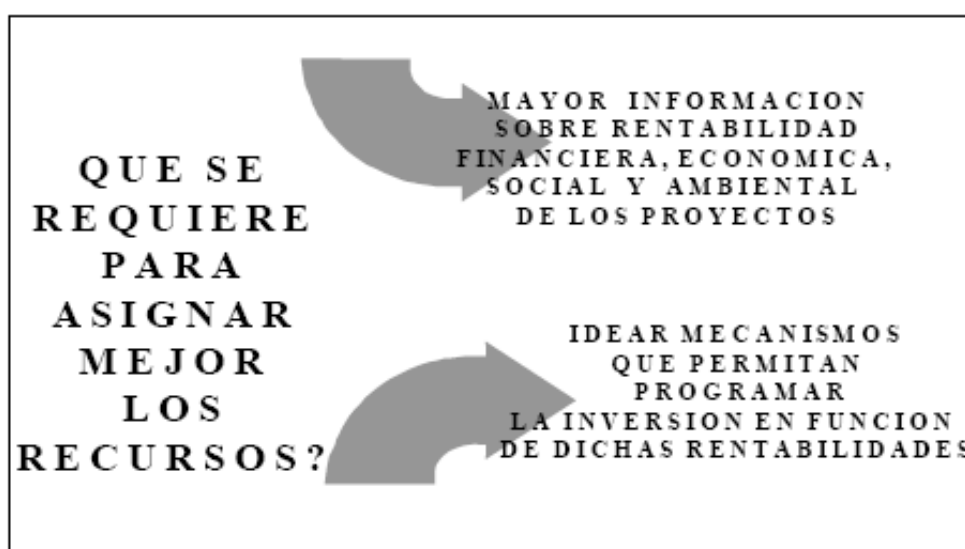 QUE SE
REQUIERE
PARA
ASIGNAR
MEJOR
LOS
RECURSOS?
MAYOR INFORMACION
SOBRE RENTABILIDAD
FINANCIERA, ECONOMICA,
SOCIAL Y AMBIENTAL
DE LOS PROYECTOS
IDEAR MECANISMOS
QUE PERMITAN
PROGRAMAR
LA INVERSION EN FUNCION
DE DICHAS RENTABILIDADES